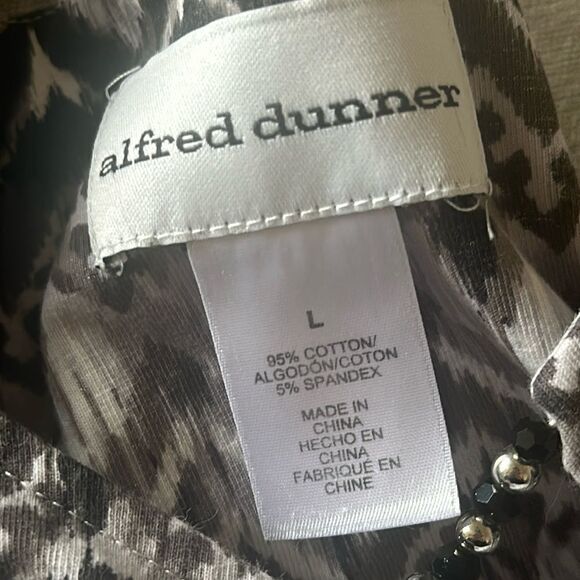 alfred dunner
L
95% COTTON/
ALGODÓN/COTON
5% SPANDEX
MADE IN
CHINA
HECHO EN
CHINA
FABRIQUÉ EN
CHINE